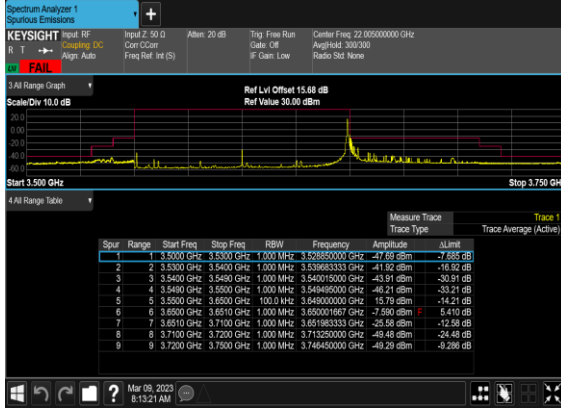 Spectrum Analyzer 1
Spurious Emissions
+
KEYSIGHT Input: RF Input Z: 50 Ω Atten: 20 dB Trig: Free Run Center Freq: 22.005000000 GHz
R T Coupling: DC Corr CCorr Gate: Off Avg|Hold: 300/300
Align: Auto Freq Ref: Int (S) IF Gain: Low Radio Std: None
FAIL
3 All Range Graph Ref Lvl Offset 15.68 dB
Scale/Div 10.0 dB Ref Value 30.00 dBm
20.0
0.00
-20.0
-40.0
-60.0
Start 3.500 GHz Stop 3.750 GH
4 All Range Table
Measure Trace Trace 1
Trace Type Trace Average (Active)
Spur Range Start Freq Stop Freq RBW Frequency Amplitude ΔLimit
1 1 3.5000 GHz 3.5300 GHz 1.000 MHz 3.528850000 GHz -47.69 dBm -7.685 dB
2 2 3.5300 GHz 3.5400 GHz 1.000 MHz 3.539683333 GHz -41.92 dBm -16.92 dB
3 3 3.5400 GHz 3.5490 GHz 1.000 MHz 3.540015000 GHz -43.91 dBm -30.91 dB
4 4 3.5490 GHz 3.5500 GHz 1.000 MHz 3.549495000 GHz -46.21 dBm -33.21 dB
5 5 3.5500 GHz 3.6500 GHz 100.0 kHz 3.649000000 GHz 15.79 dBm -14.21 dB
6 6 3.6500 GHz 3.6510 GHz 1.000 MHz 3.650001667 GHz -7.590 dBm F 5.410 dB
7 7 3.6510 GHz 3.7100 GHz 1.000 MHz 3.651983333 GHz -25.58 dBm -12.58 dB
8 8 3.7100 GHz 3.7200 GHz 1.000 MHz 3.713250000 GHz -49.48 dBm -24.48 dB
9 9 3.7200 GHz 3.7500 GHz 1.000 MHz 3.746450000 GHz -49.29 dBm -9.286 dB
? Mar 09, 2023
8:13:21 AM